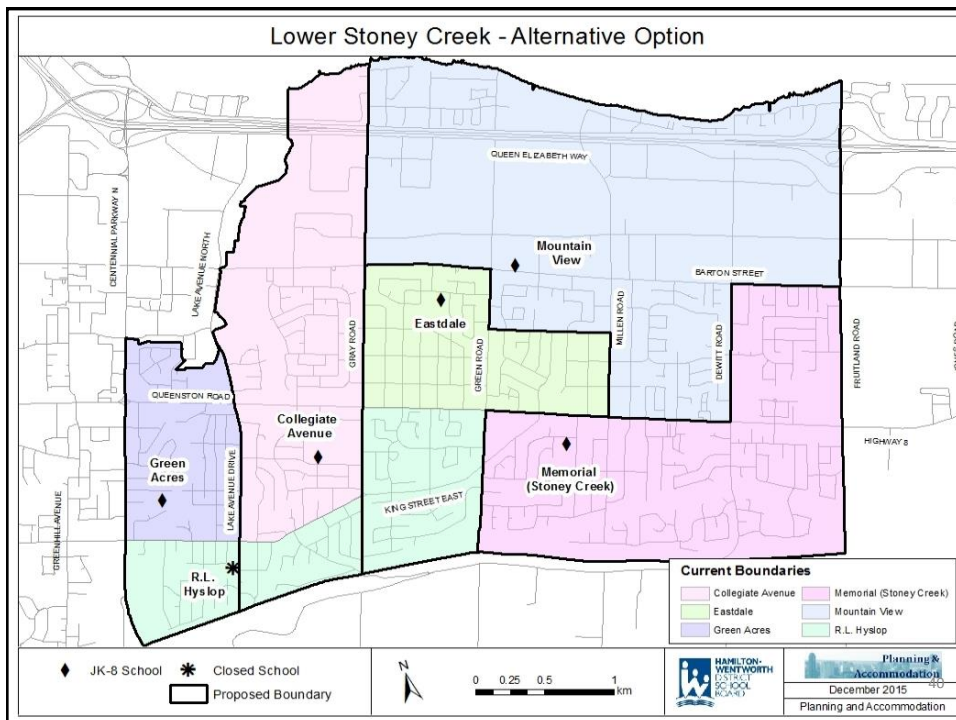 Lower Stoney Creek - Alternative Option
QUEEN ELIZABETH WAY
CENTENNIAL PARKWAY N
LAKE AVENUE NORTH
Mountain
View
BARTON STREET
Eastdale
GRAY ROAD
GREEN ROAD
MILLEN ROAD
DEWITT ROAD
FRUITLAND ROAD
QUEENSTON ROAD
Collegiate
Avenue
HIGHWAY 8
Green
Acres
LAKE AVENUE DRIVE
Memorial
(Stoney Creek)
KING STREET EAST
GREENHILL AVENUE
R.L.
Hyslop
Current Boundaries
Collegiate Avenue
Memorial (Stoney Creek)
Eastdale
Mountain View
Green Acres
R.L. Hyslop
JK-8 School
Closed School
Proposed Boundary
N
0 0.25 0.5 1
km
HAMILTON-
WENTWORTH
DISTRICT
SCHOOL
BOARD
Planning &
Accommodation
40
December 2015
Planning and Accommodation